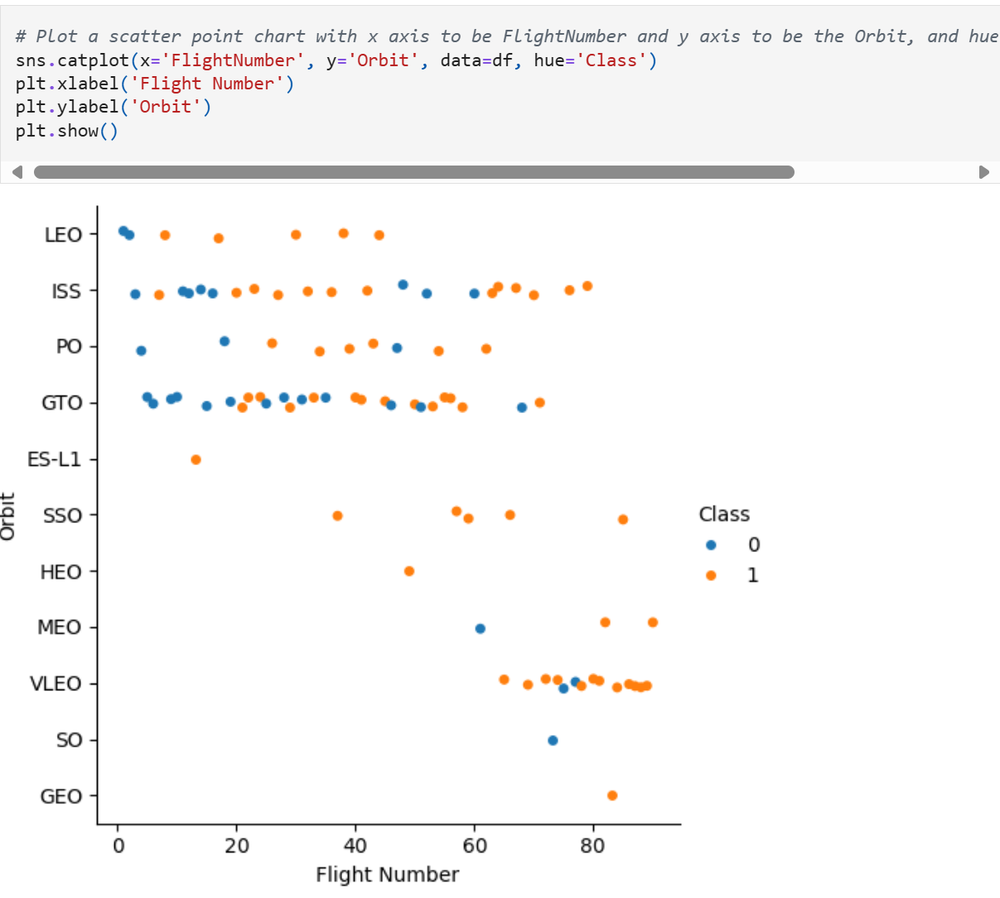 # Plot a scatter point chart with x axis to be FlightNumber and y axis to be the Orbit, and hue
sns.catplot(x='FlightNumber', y='Orbit', data=df, hue='Class')
plt.xlabel('Flight Number')
plt.ylabel('Orbit')
plt.show()
LEO
ISS
PO
GTO
ES-L1
SSO
HEO
MEO
VLEO
SO
GEO
Orbit
0 20 40 60 80
Flight Number
Class
0
1